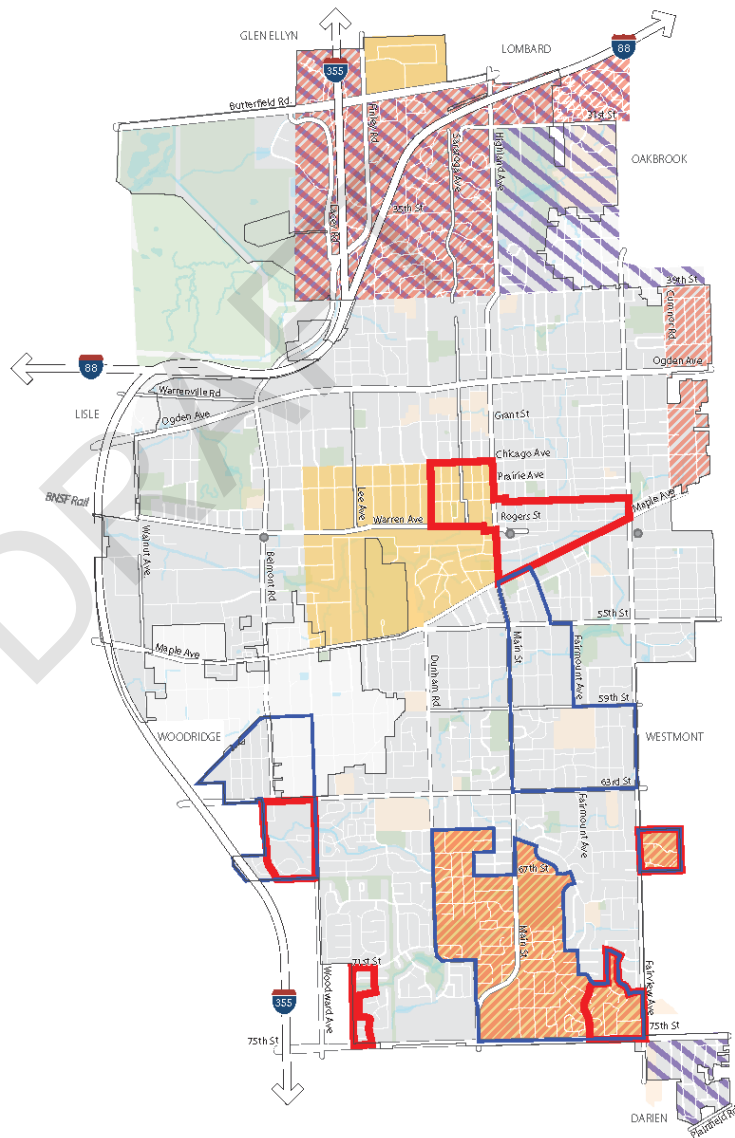 GLEN ELLYN
LOMBARD
88
355
Butterfield Rd
Finley Rd
31st St
Saratoga Ave
Highland Ave
OAKBROOK
35th St
Lacey Rd
39th St
Cumnor Rd
88
Ogden Ave
Warrenville Rd
LISLE
Ogden Ave
Grant St
Chicago Ave
Prairie Ave
BNSF Rail
Lee Ave
Maple Ave
Warren Ave
Rogers St
Walnut Ave
Belmont Rd
55th St
Maple Ave
Main St
Fairmount Ave
Dunham Rd
59th St
WOODRIDGE
WESTMONT
63rd St
Fairmount Ave
67th St
Main St
71st St
Woodward Ave
Fairview Ave
355
75th St
75th St
DARIEN
Plainfield Rd
DRAFT